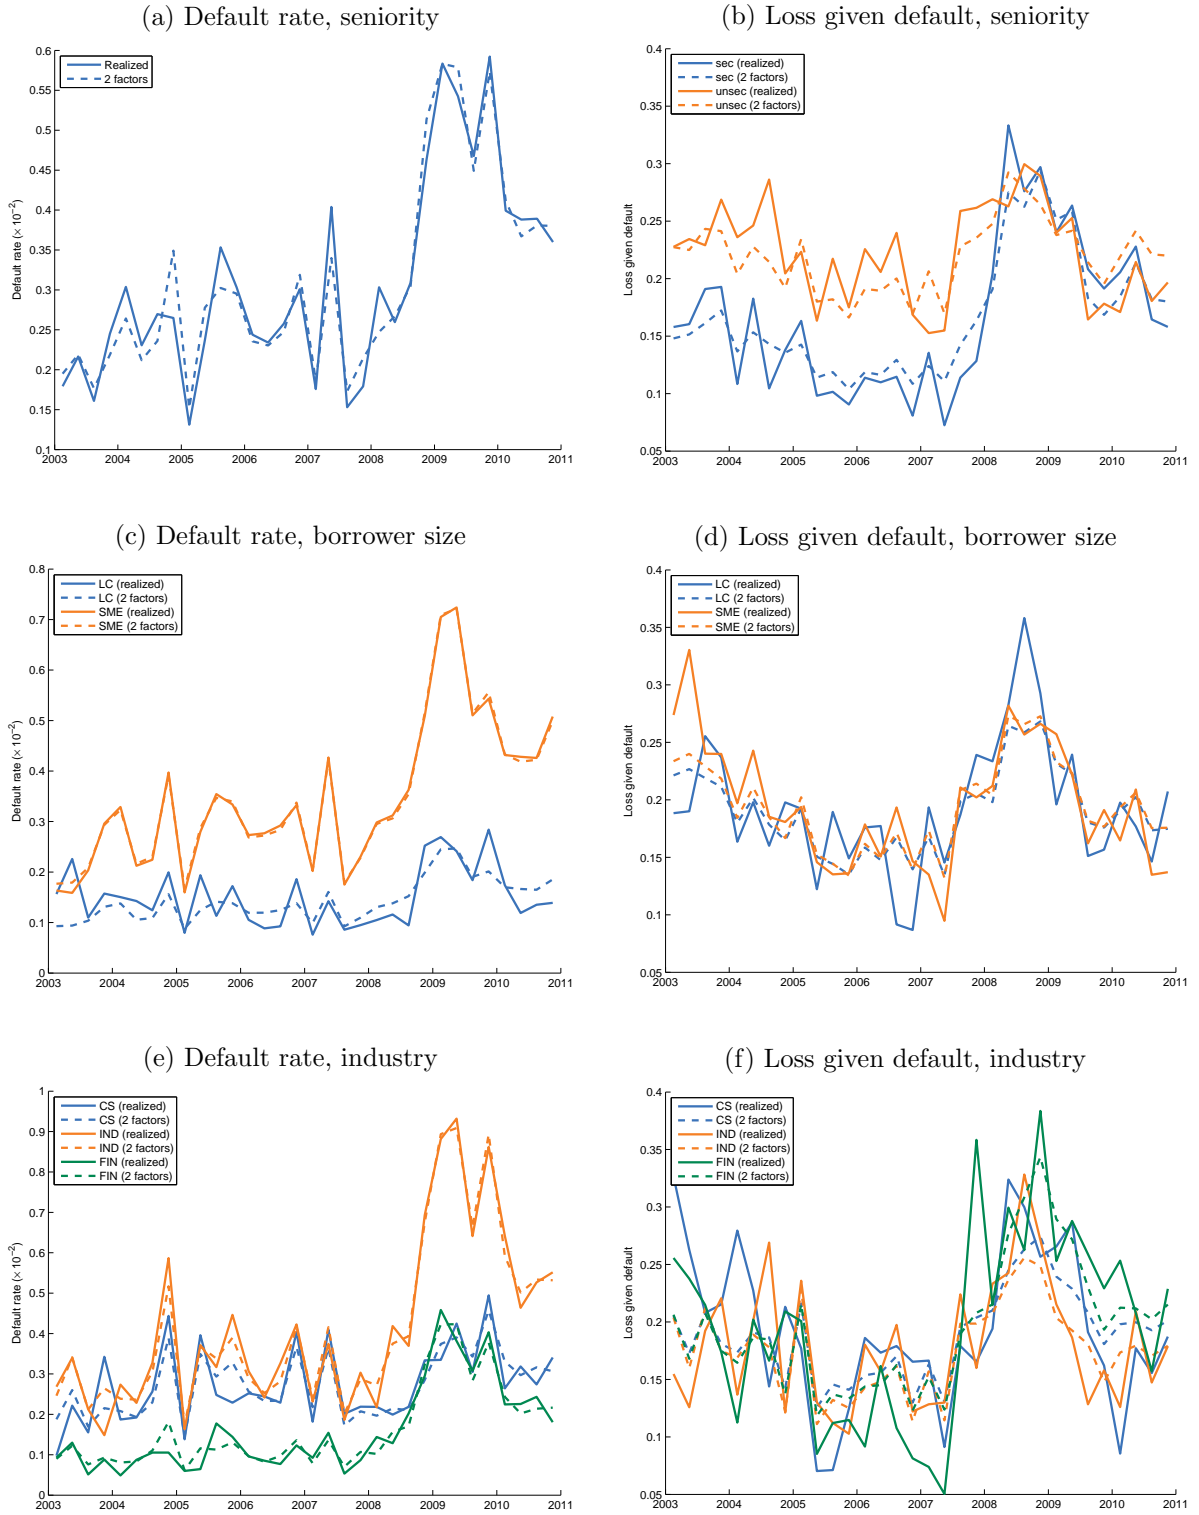 (a) Default rate, seniority
0.6
0.55
0.5
0.45
0.4
0.35
0.3
0.25
0.2
0.15
0.1
Default rate (×10−2)
Realized
2 factors
2003 2004 2005 2006 2007 2008 2009 2010 2011
(b) Loss given default, seniority
0.4
0.35
0.3
0.25
0.2
0.15
0.1
0.05
Loss given default
sec (realized)
sec (2 factors)
unsec (realized)
unsec (2 factors)
2003 2004 2005 2006 2007 2008 2009 2010 2011
(c) Default rate, borrower size
0.8
0.7
0.6
0.5
0.4
0.3
0.2
0.1
0
Default rate (×10−2)
LC (realized)
LC (2 factors)
SME (realized)
SME (2 factors)
2003 2004 2005 2006 2007 2008 2009 2010 2011
(d) Loss given default, borrower size
0.4
0.35
0.3
0.25
0.2
0.15
0.1
0.05
Loss given default
LC (realized)
LC (2 factors)
SME (realized)
SME (2 factors)
2003 2004 2005 2006 2007 2008 2009 2010 2011
(e) Default rate, industry
1
0.9
0.8
0.7
0.6
0.5
0.4
0.3
0.2
0.1
0
Default rate (×10−2)
CS (realized)
CS (2 factors)
IND (realized)
IND (2 factors)
FIN (realized)
FIN (2 factors)
2003 2004 2005 2006 2007 2008 2009 2010 2011
(f) Loss given default, industry
0.4
0.35
0.3
0.25
0.2
0.15
0.1
0.05
Loss given default
CS (realized)
CS (2 factors)
IND (realized)
IND (2 factors)
FIN (realized)
FIN (2 factors)
2003 2004 2005 2006 2007 2008 2009 2010 2011